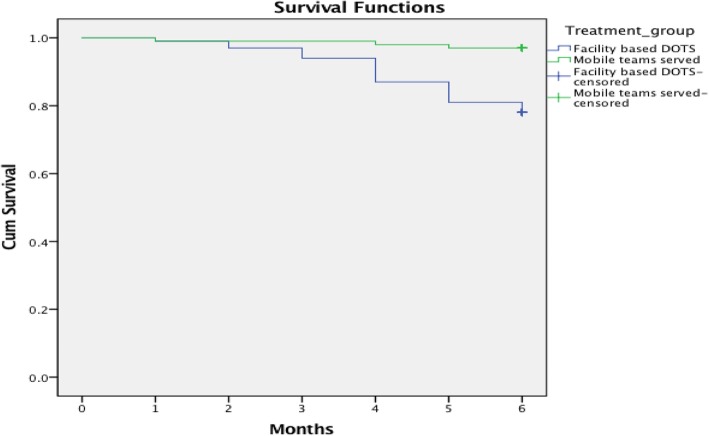 Survival Functions
Treatment_group
Facility based DOTS
Mobile teams served
Facility based DOTS-
censored
Mobile teams served-
censored
1.0
0.8
0.6
0.4
0.2
0.0
Cum Survival
0 1 2 3 4 5 6
Months